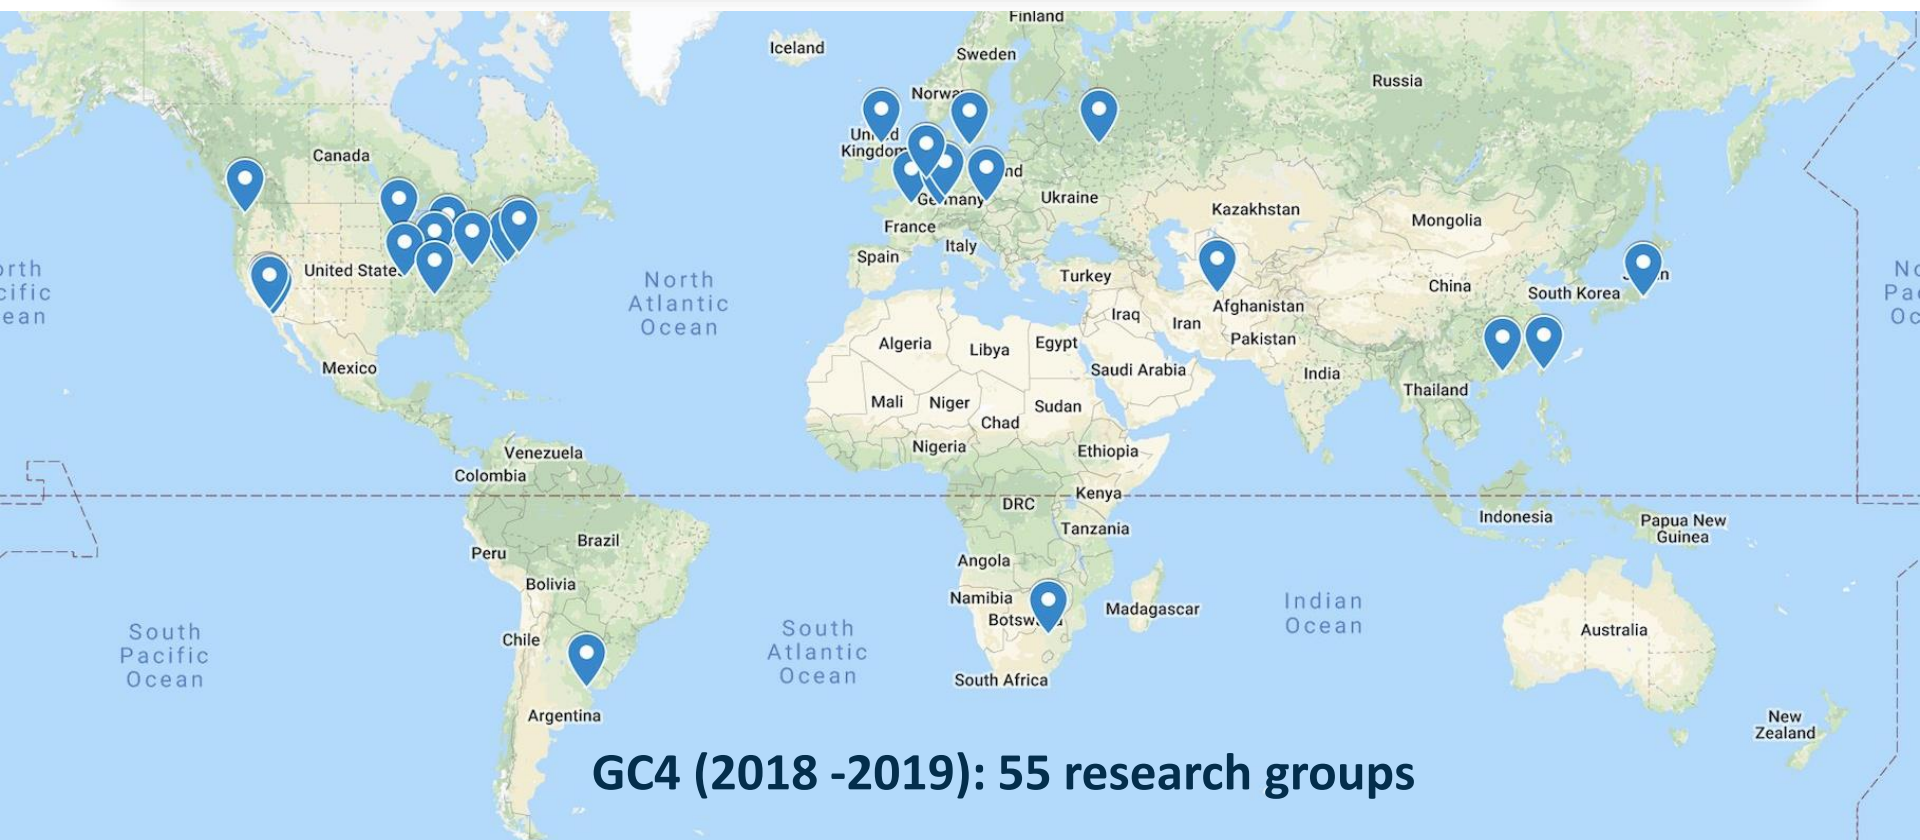 Finland
Iceland
Sweden
Russia
Canada
United
Kingdom
Ukraine
Kazakhstan
Mongolia
Germany
France
Italy
Spain
United States
North
Atlantic
Ocean
Turkey
China
South Korea
Afghanistan
Iraq
Iran
Pakistan
Algeria
Libya
Egypt
Saudi Arabia
India
Mexico
Thailand
Mali
Niger
Sudan
Chad
Nigeria
Ethiopia
Venezuela
Colombia
Kenya
DRC
Indonesia
Papua New
Guinea
Tanzania
Brazil
Peru
Angola
Bolivia
Namibia
Madagascar
Indian
Ocean
Chile
South
Pacific
Ocean
South
Atlantic
Ocean
Australia
South Africa
Argentina
New
Zealand
GC4 (2018 -2019): 55 research groups